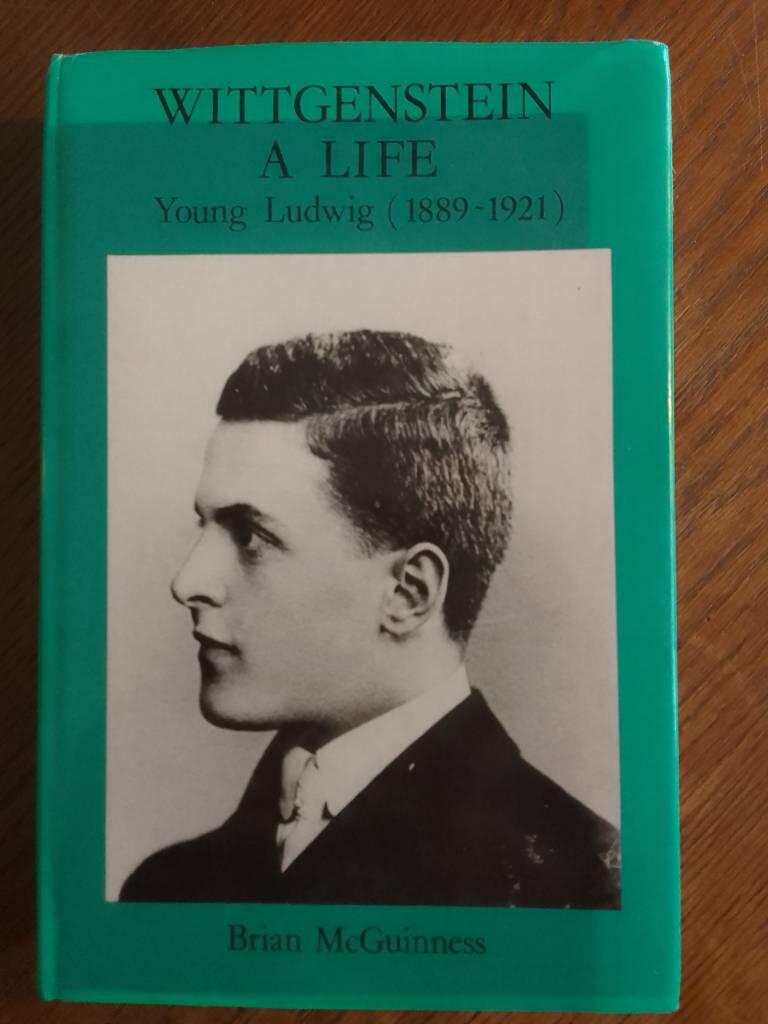 WITTGENSTEIN
A LIFE
Young Ludwig (1889-1921)
Brian McGuinness